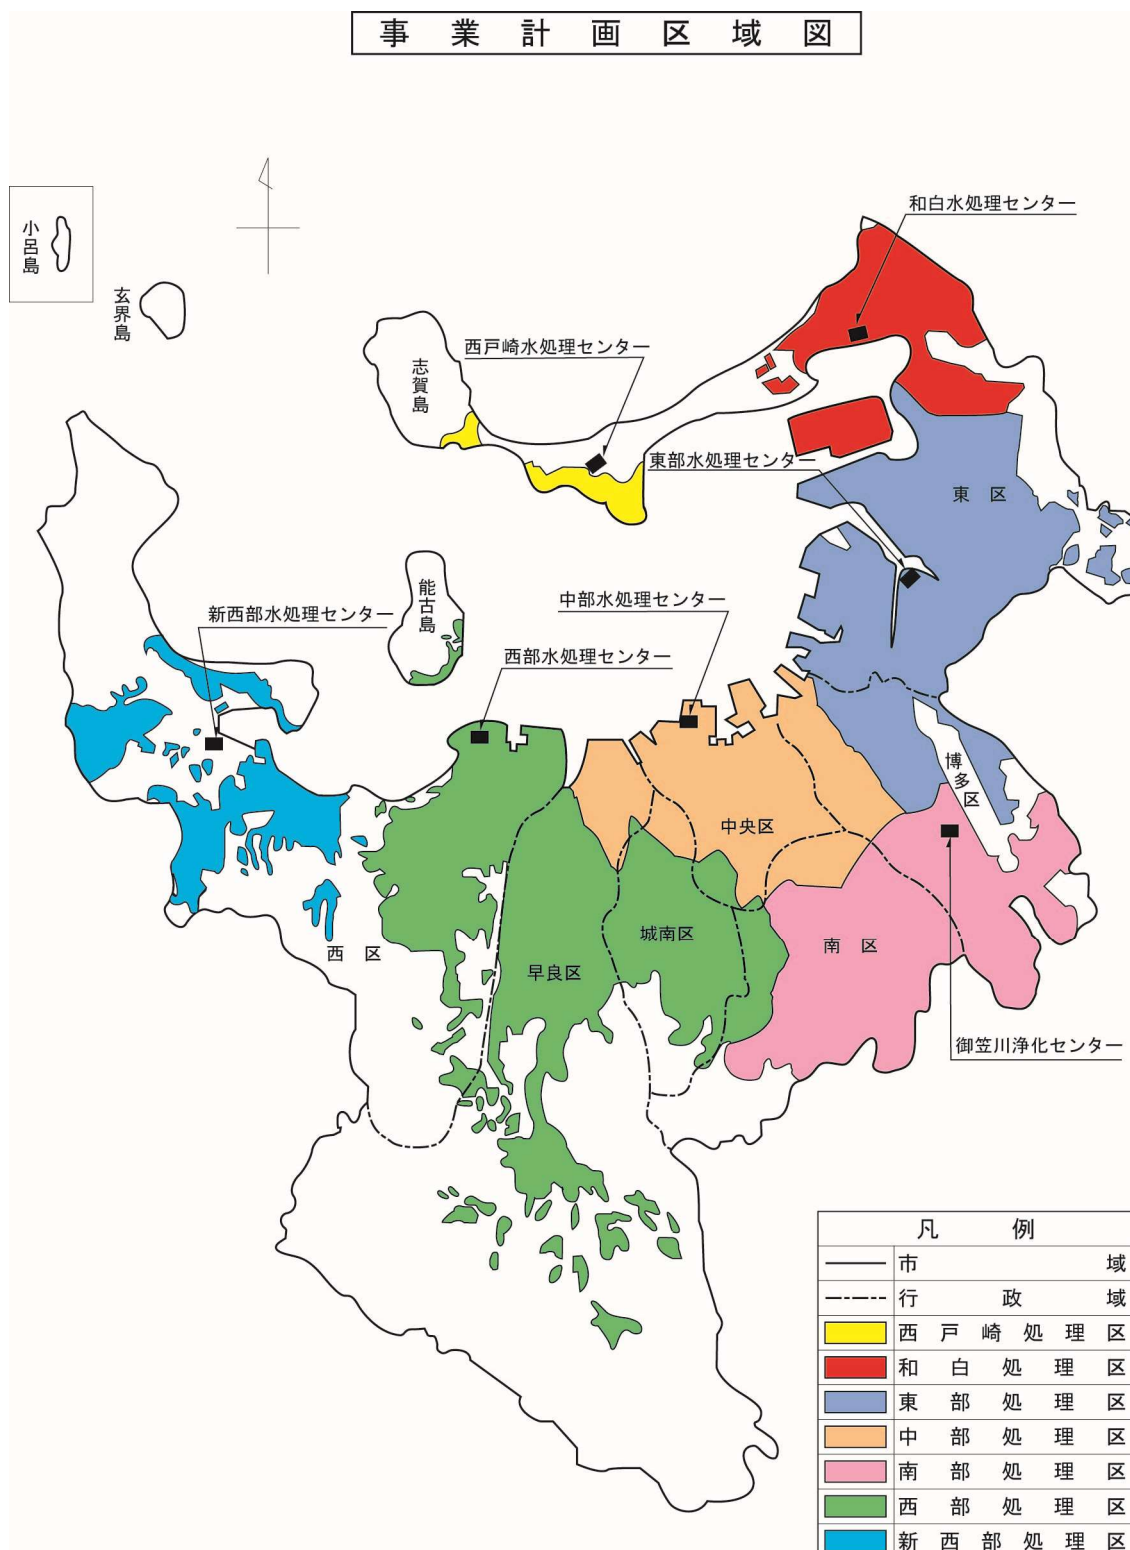 事業計画区域図
和白水処理センター
小呂島
玄界島
西戸崎水処理センター
志賀島
東部水処理センター
東区
能古島
中部水処理センター
新西部水処理センター
西部水処理センター
博多区
中央区
城南区
南区
西区
早良区
御笠川浄化センター
凡例
市域
行政域
西戸崎処理区
和白処理区
東部処理区
中部処理区
南部処理区
西部処理区
新西部処理区